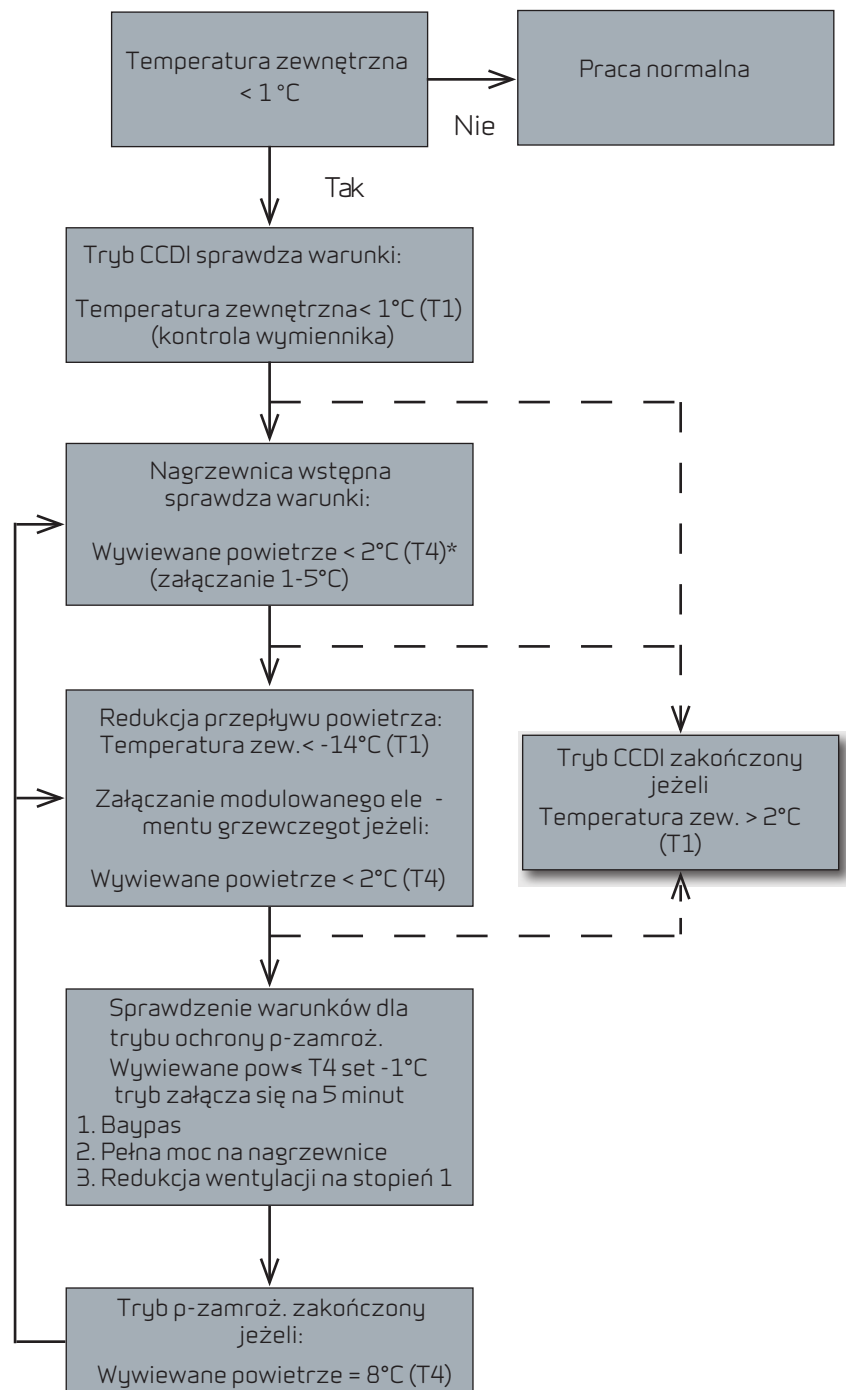 Temperatura zewnętrzna
< 1 °C
Praca normalna
Nie
Tak
Tryb CCDI sprawdza warunki:
Temperatura zewnętrzna< 1°C (T1)
(kontrola wymiennika)
Nagrzewnica wstępna
sprawdza warunki:
Wywiewane powietrze < 2°C (T4)*
(załączanie 1-5°C)
Redukcja przepływu powietrza:
Temperatura zew.< -14°C (T1)
Załączanie modulowanego ele -
mentu grzewczegot jeżeli:
Wywiewane powietrze < 2°C (T4)
Tryb CCDI zakończony
jeżeli
Temperatura zew. > 2°C
(T1)
Sprawdzenie warunków dla
trybu ochrony p-zamroż.
Wywiewane pow⩽ T4 set -1°C
tryb załącza się na 5 minut
1. Baypas
2. Pełna moc na nagrzewnice
3. Redukcja wentylacji na stopień 1
Tryb p-zamroż. zakończony
jeżeli:
Wywiewane powietrze = 8°C (T4)